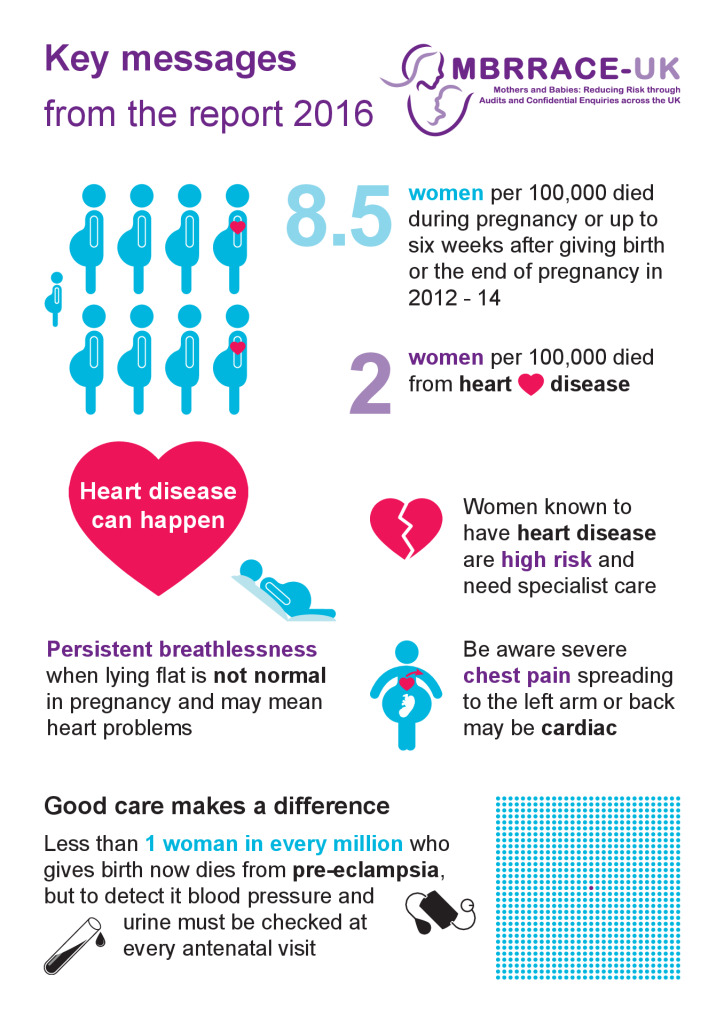 Key messages
from the report 2016
MBRRACE-UK
Mothers and Babies: Reducing Risk through
Audits and Confidential Enquiries across the UK
8.5
women per 100,000 died
during pregnancy or up to
six weeks after giving birth
or the end of pregnancy in
2012 - 14
2
women per 100,000 died
from heart disease
Heart disease
can happen
Women known to
have heart disease
are high risk and
need specialist care
Persistent breathlessness
when lying flat is not normal
in pregnancy and may mean
heart problems
Be aware severe
chest pain spreading
to the left arm or back
may be cardiac
Good care makes a difference
Less than 1 woman in every million who
gives birth now dies from pre-eclampsia,
but to detect it blood pressure and
urine must be checked at
every antenatal visit